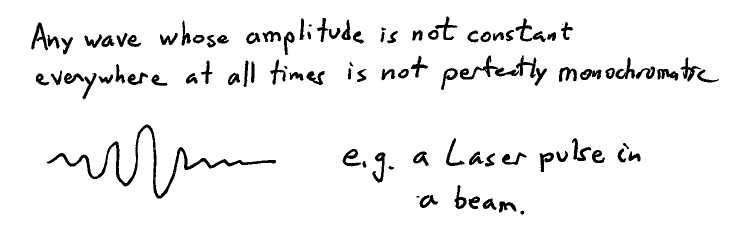 Any wave whose amplitude is not constant
everywhere at all times is not perfectly monochromatic
e.g. a Laser pulse in
a beam.